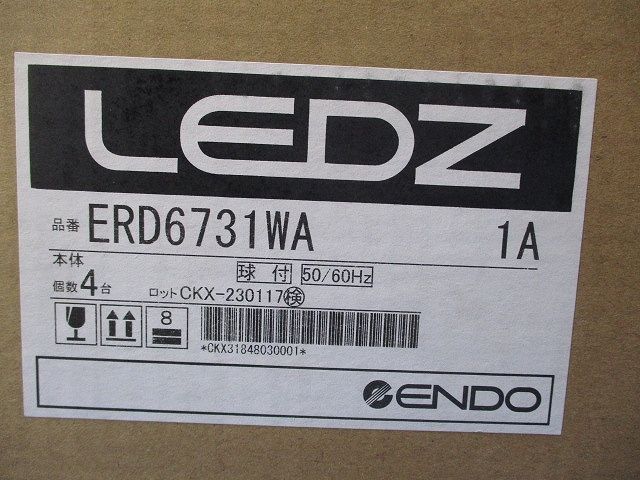 LEDZ
品番 ERD6731WA 1A
本体 球付 50/60Hz
個数 4台 ロット CKX-230117 検
8
*CKX31848030001*
ENDO